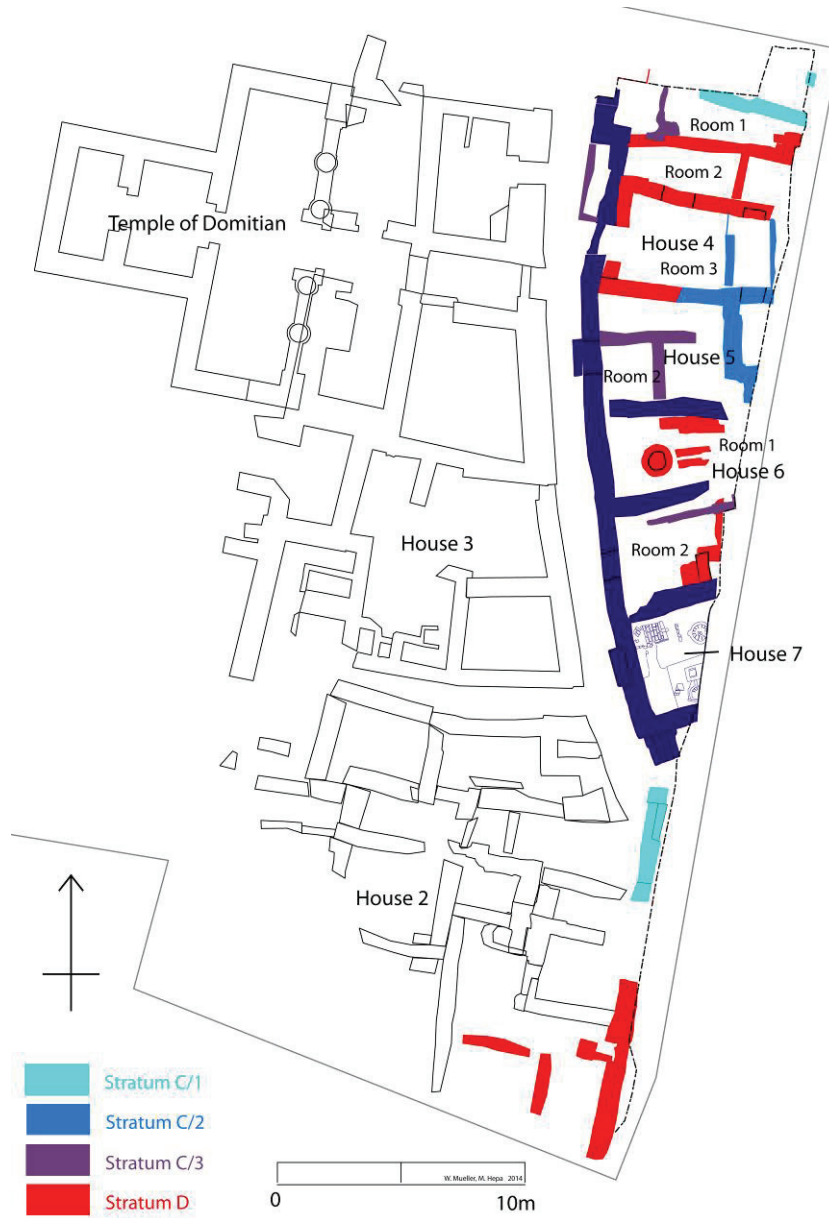 Room 1
Room 2
Temple of Domitian
House 4
Room 3
House 5
Room 2
Room 1
House 6
House 3
Room 2
House 7
House 2
Stratum C/1
Stratum C/2
Stratum C/3
Stratum D
W. Mueller, M. Hepa 2014
0
10m